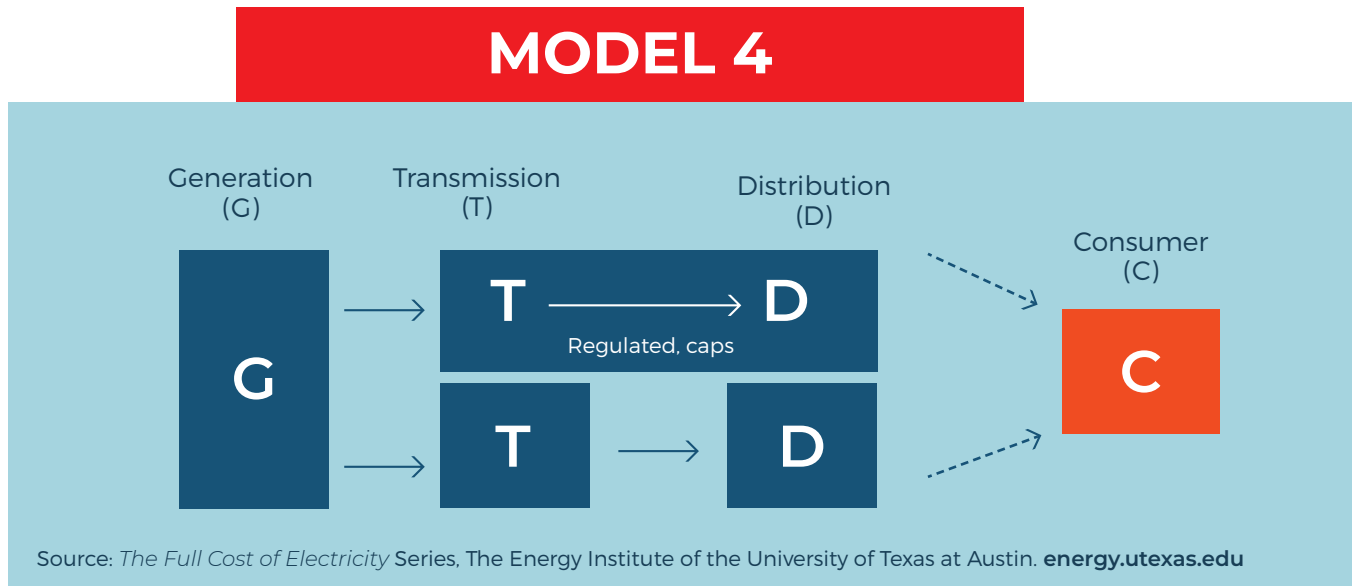 MODEL 4
Generation
(G)
Transmission
(T)
Distribution
(D)
Consumer
(C)
G
T
D
Regulated, caps
T
D
C
Source: The Full Cost of Electricity Series, The Energy Institute of the University of Texas at Austin. energy.utexas.edu